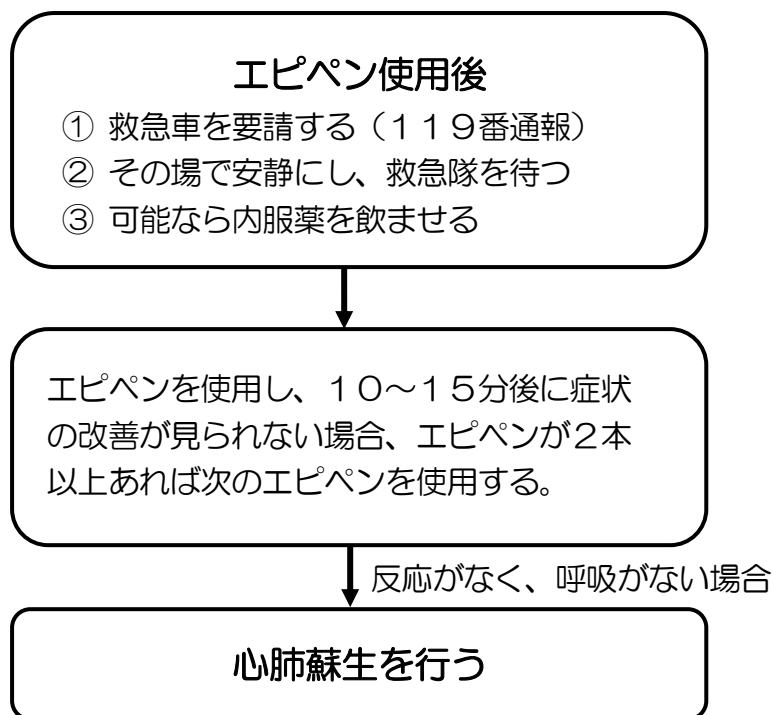 エピペン使用後
① 救急車を要請する（１１９番通報）
② その場で安静にし、救急隊を待つ
③ 可能なら内服薬を飲ませる
エピペンを使用し、１０～１５分後に症状
の改善が見られない場合、エピペンが２本
以上あれば次のエピペンを使用する。
反応がなく、呼吸がない場合
心肺蘇生を行う